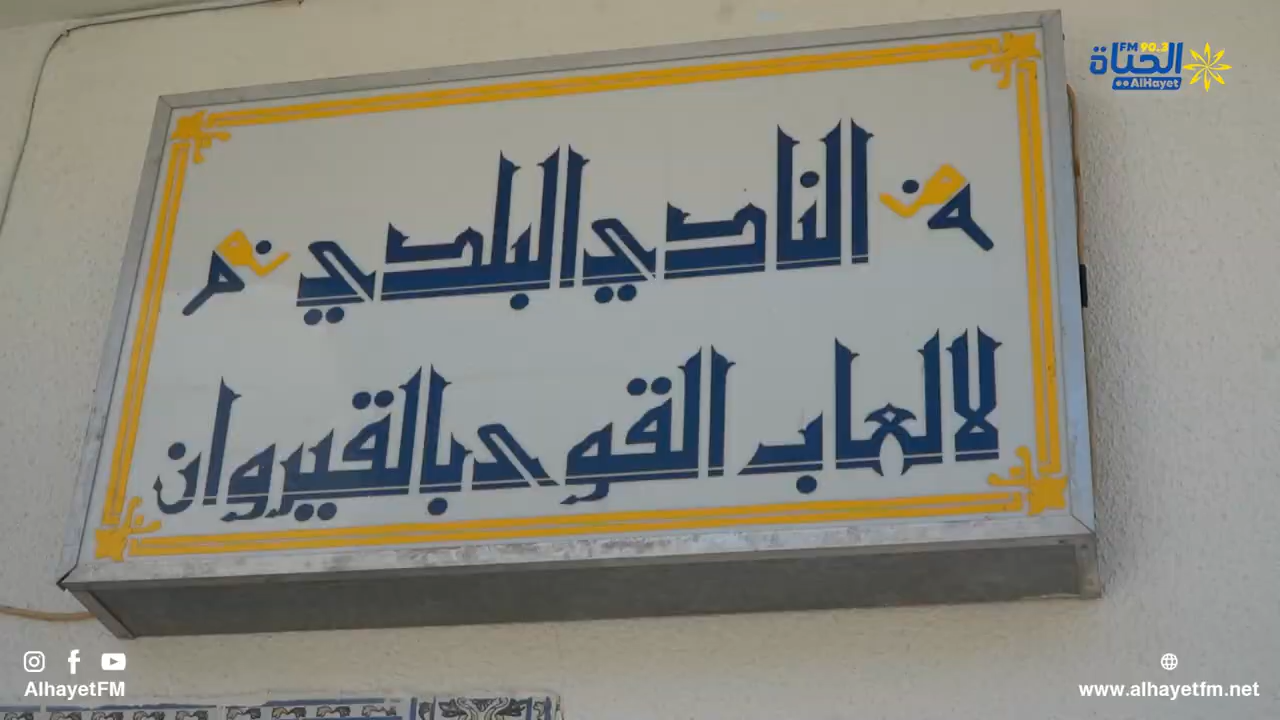 النادي البلدي
لالعاب القوى بالقيروان
الحياة
FM 90.3
AlHayet
AlhayetFM
www.alhayetfm.net